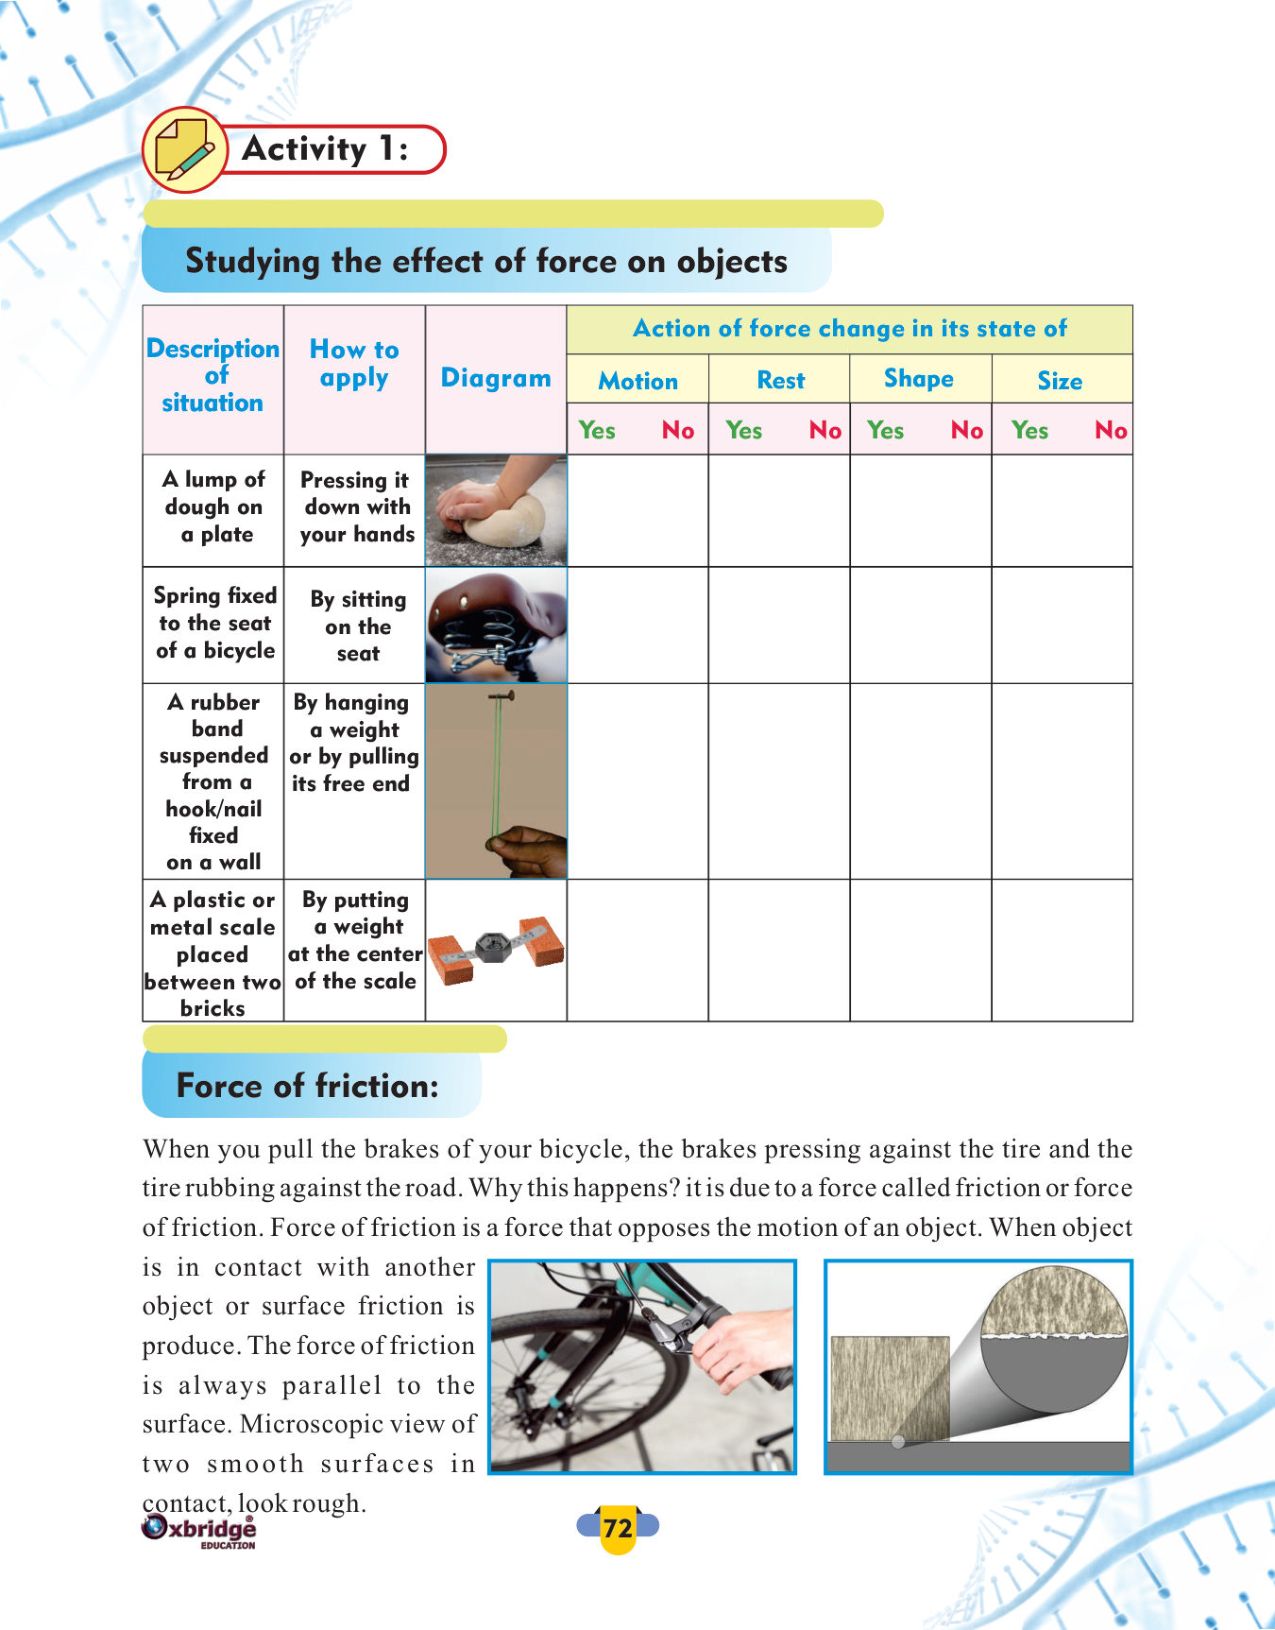 Activity 1:
Studying the effect of force on objects
Description
of
situation
How to
apply
Diagram
Action of force change in its state of
Motion Rest Shape Size
Yes No Yes No Yes No Yes No
A lump of
dough on
a plate
Pressing it
down with
your hands
Spring fixed
to the seat
of a bicycle
By sitting
on the
seat
A rubber
band
suspended
from a
hook/nail
fixed
on a wall
By hanging
a weight
or by pulling
its free end
A plastic or
metal scale
placed
between two
bricks
By putting
a weight
at the center
of the scale
Force of friction:
When you pull the brakes of your bicycle, the brakes pressing against the tire and the
tire rubbing against the road. Why this happens? it is due to a force called friction or force
of friction. Force of friction is a force that opposes the motion of an object. When object
is in contact with another
object or surface friction is
produce. The force of friction
is always parallel to the
surface. Microscopic view of
two smooth surfaces in
contact, look rough.
Oxbridge®
EDUCATION
72